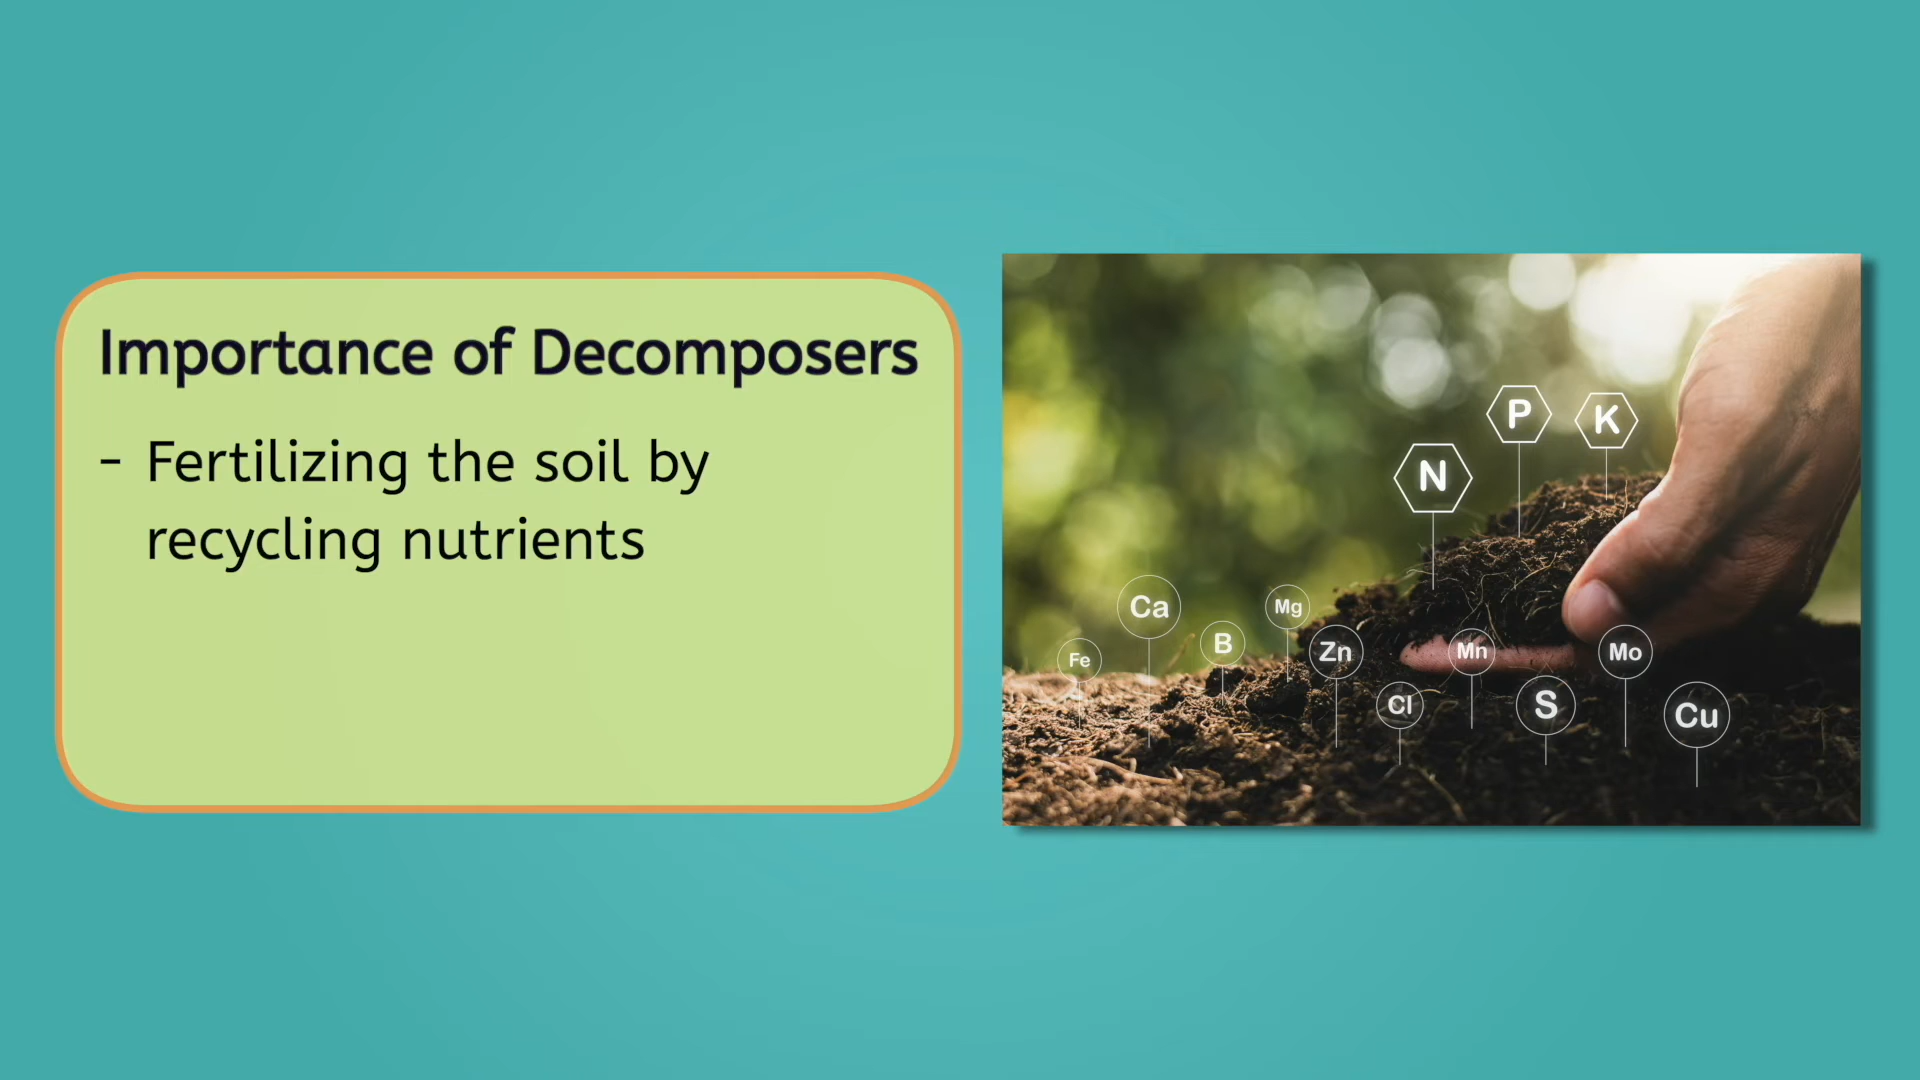 Importance of Decomposers
- Fertilizing the soil by
recycling nutrients
N
P
K
Fe
Ca
B
Mg
Zn
Cl
Mn
S
Mo
Cu